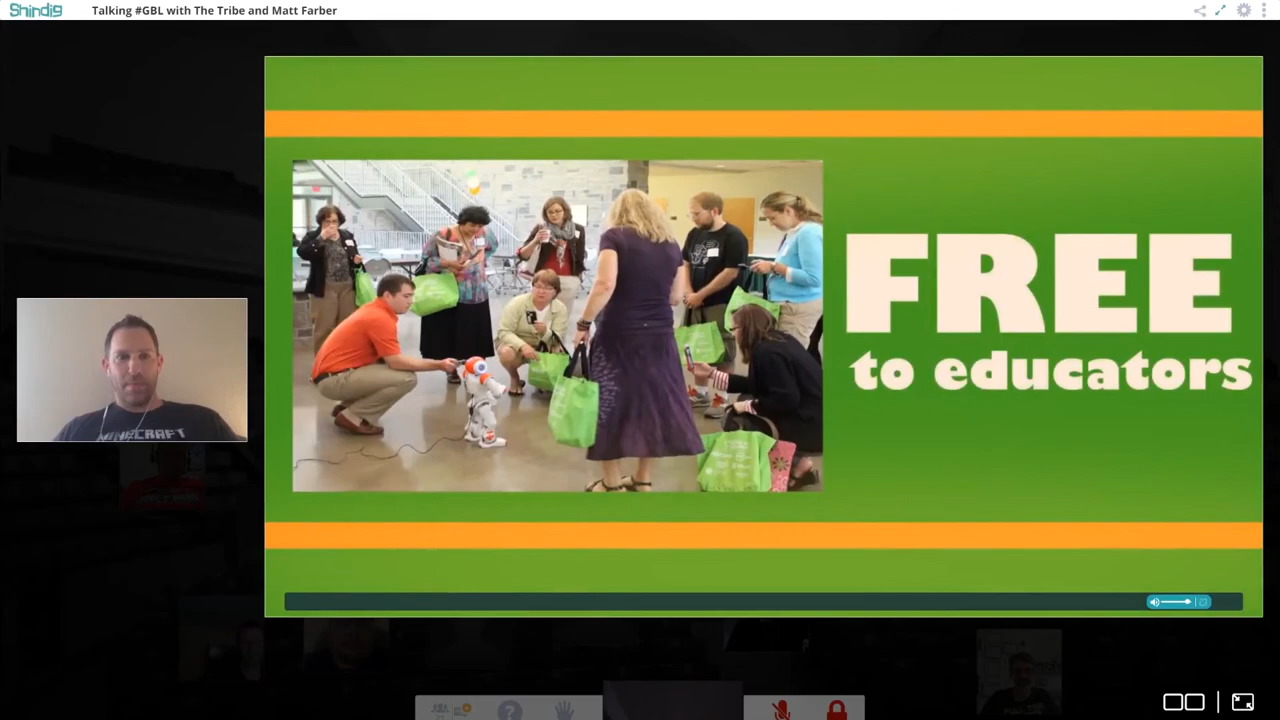 Shindig
Talking #GBL with The Tribe and Matt Farber
FREE
to educators
MINECRAFT